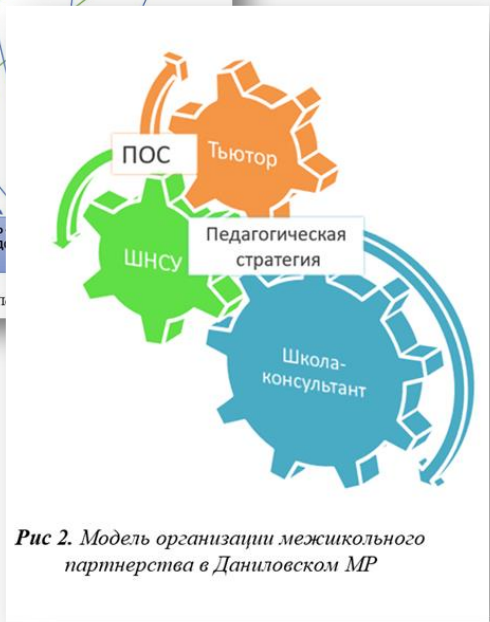 ПОС
Тьютор
ШНСУ
Педагогическая
стратегия
Школа-
консультант
Рис 2. Модель организации межшкольного
партнерства в Даниловском МР